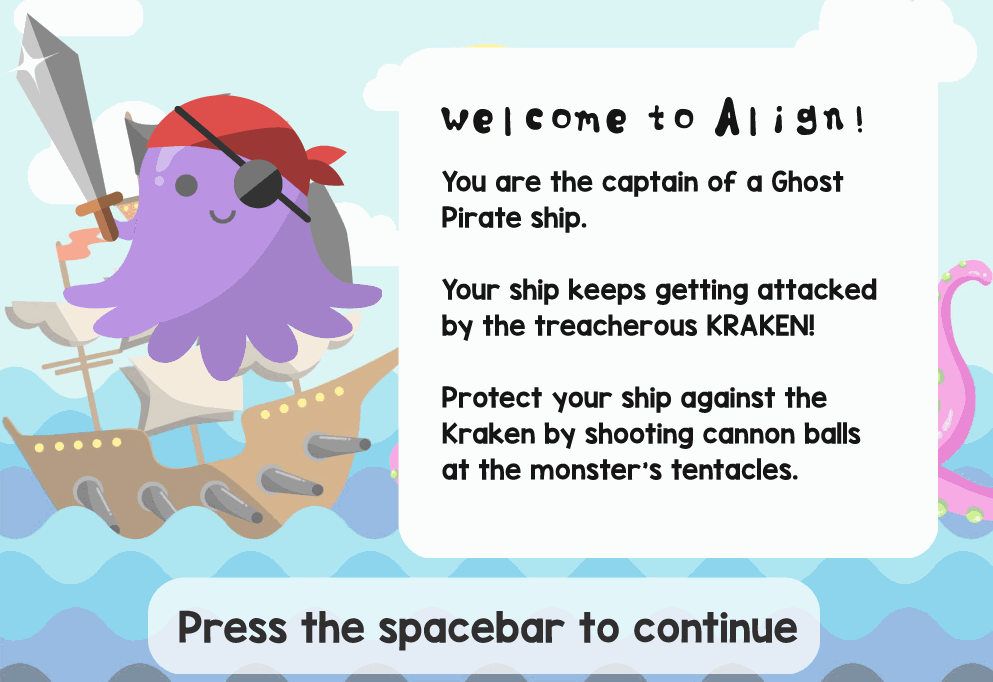 Welcome to Align!
You are the captain of a Ghost
Pirate ship.
Your ship keeps getting attacked
by the treacherous KRAKEN!
Protect your ship against the
Kraken by shooting cannon balls
at the monster's tentacles.
Press the spacebar to continue